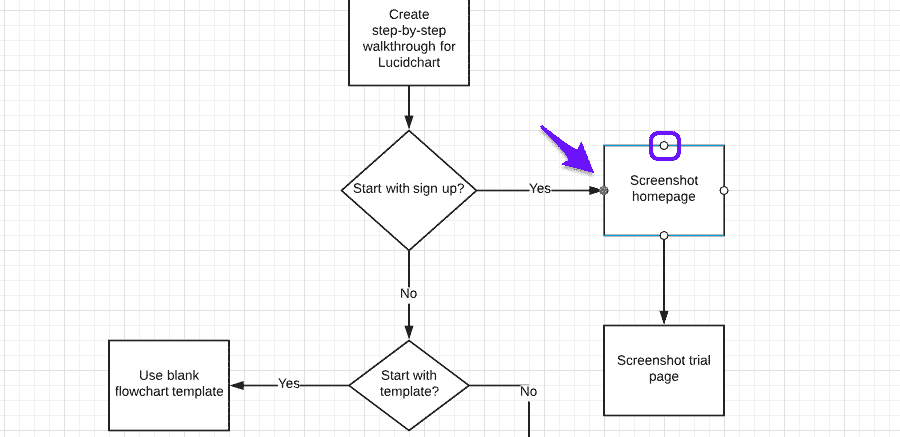 Create
step-by-step
walkthrough for
Lucidchart
Start with sign up?
Yes
Screenshot
homepage
No
Screenshot trial
page
Use blank
flowchart template
Yes
Start with
template?
No